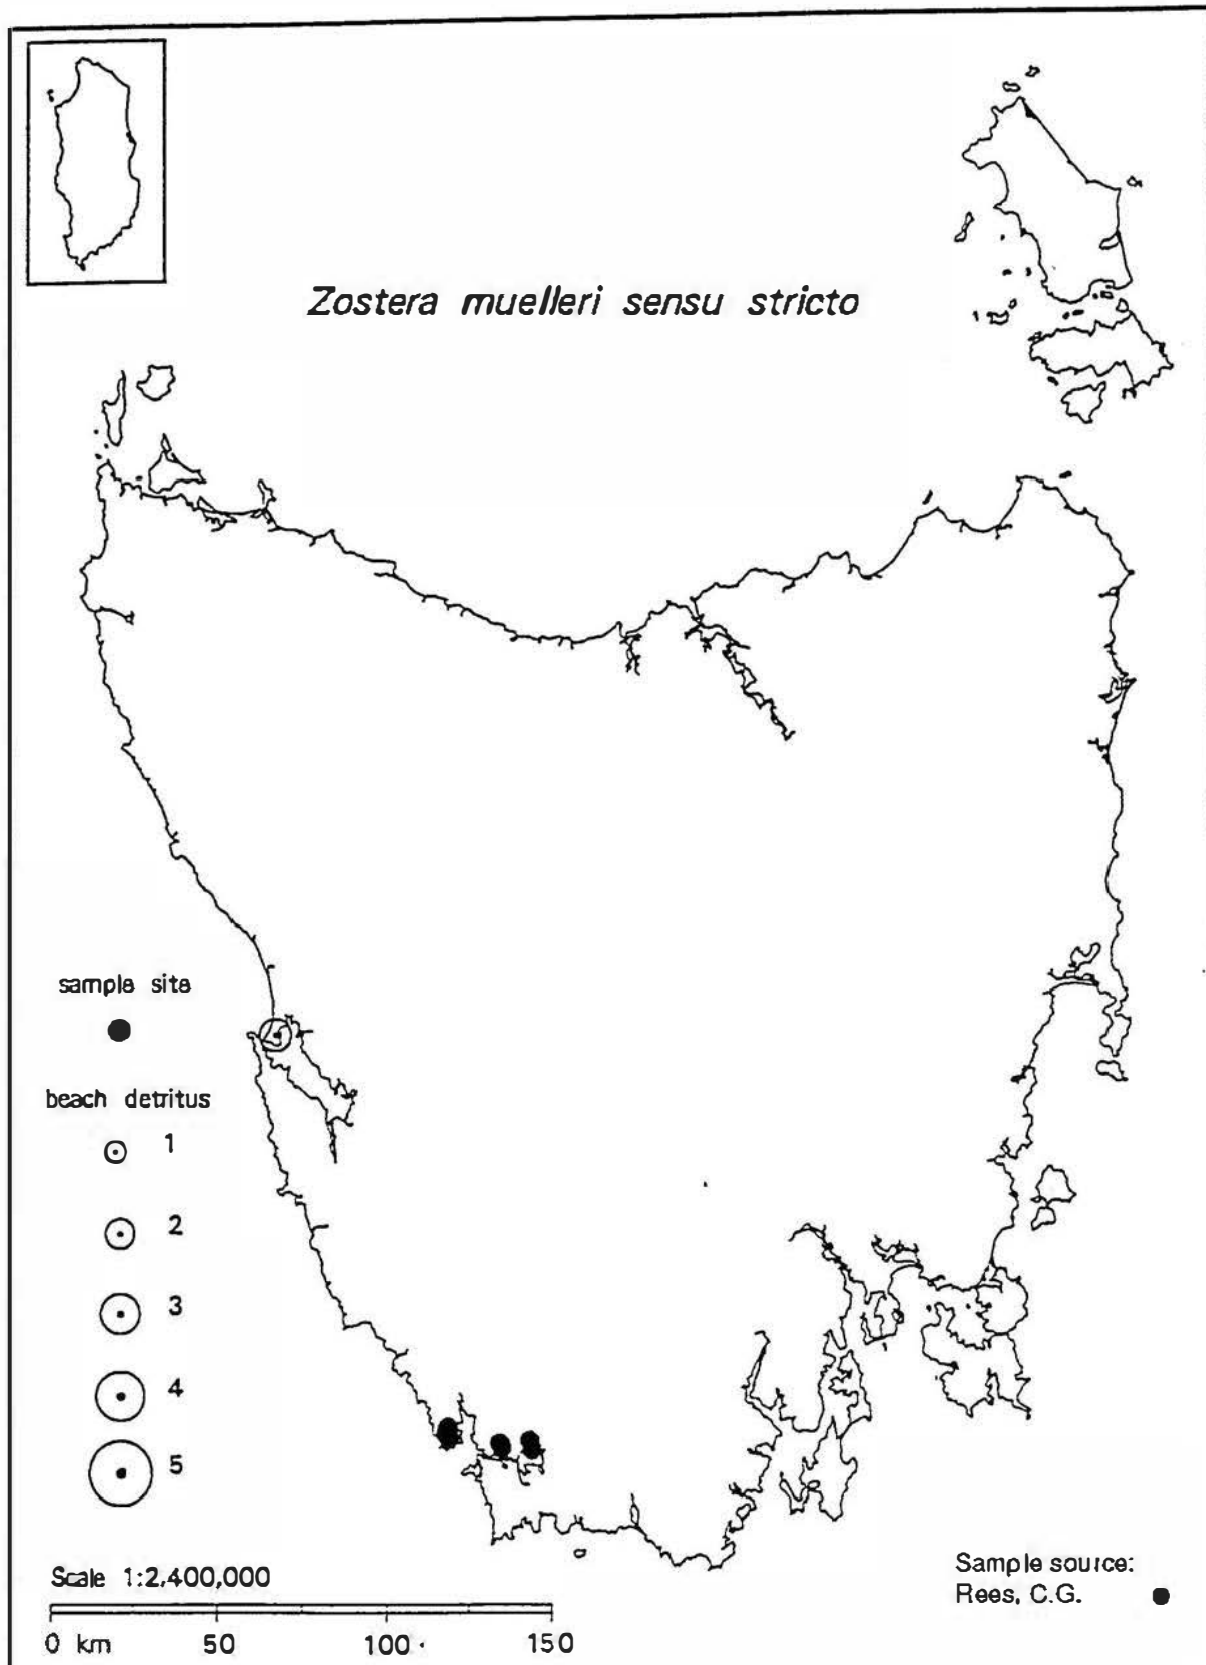 Zostera muelleri sensu stricto
sample site
beach detritus
1
2
3
4
5
Scale 1:2,400,000
0 km 50 100 150
Sample source:
Rees, C.G.